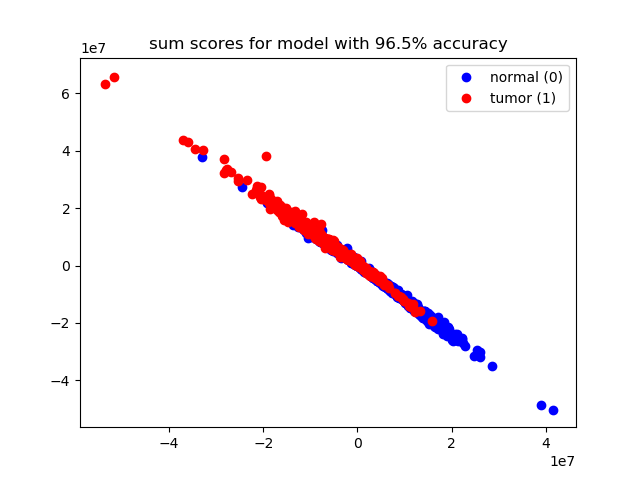 sum scores for model with 96.5% accuracy
1e7
normal (0)
tumor (1)
6
4
2
0
−2
−4
−4
−2
0
2
4
1e7